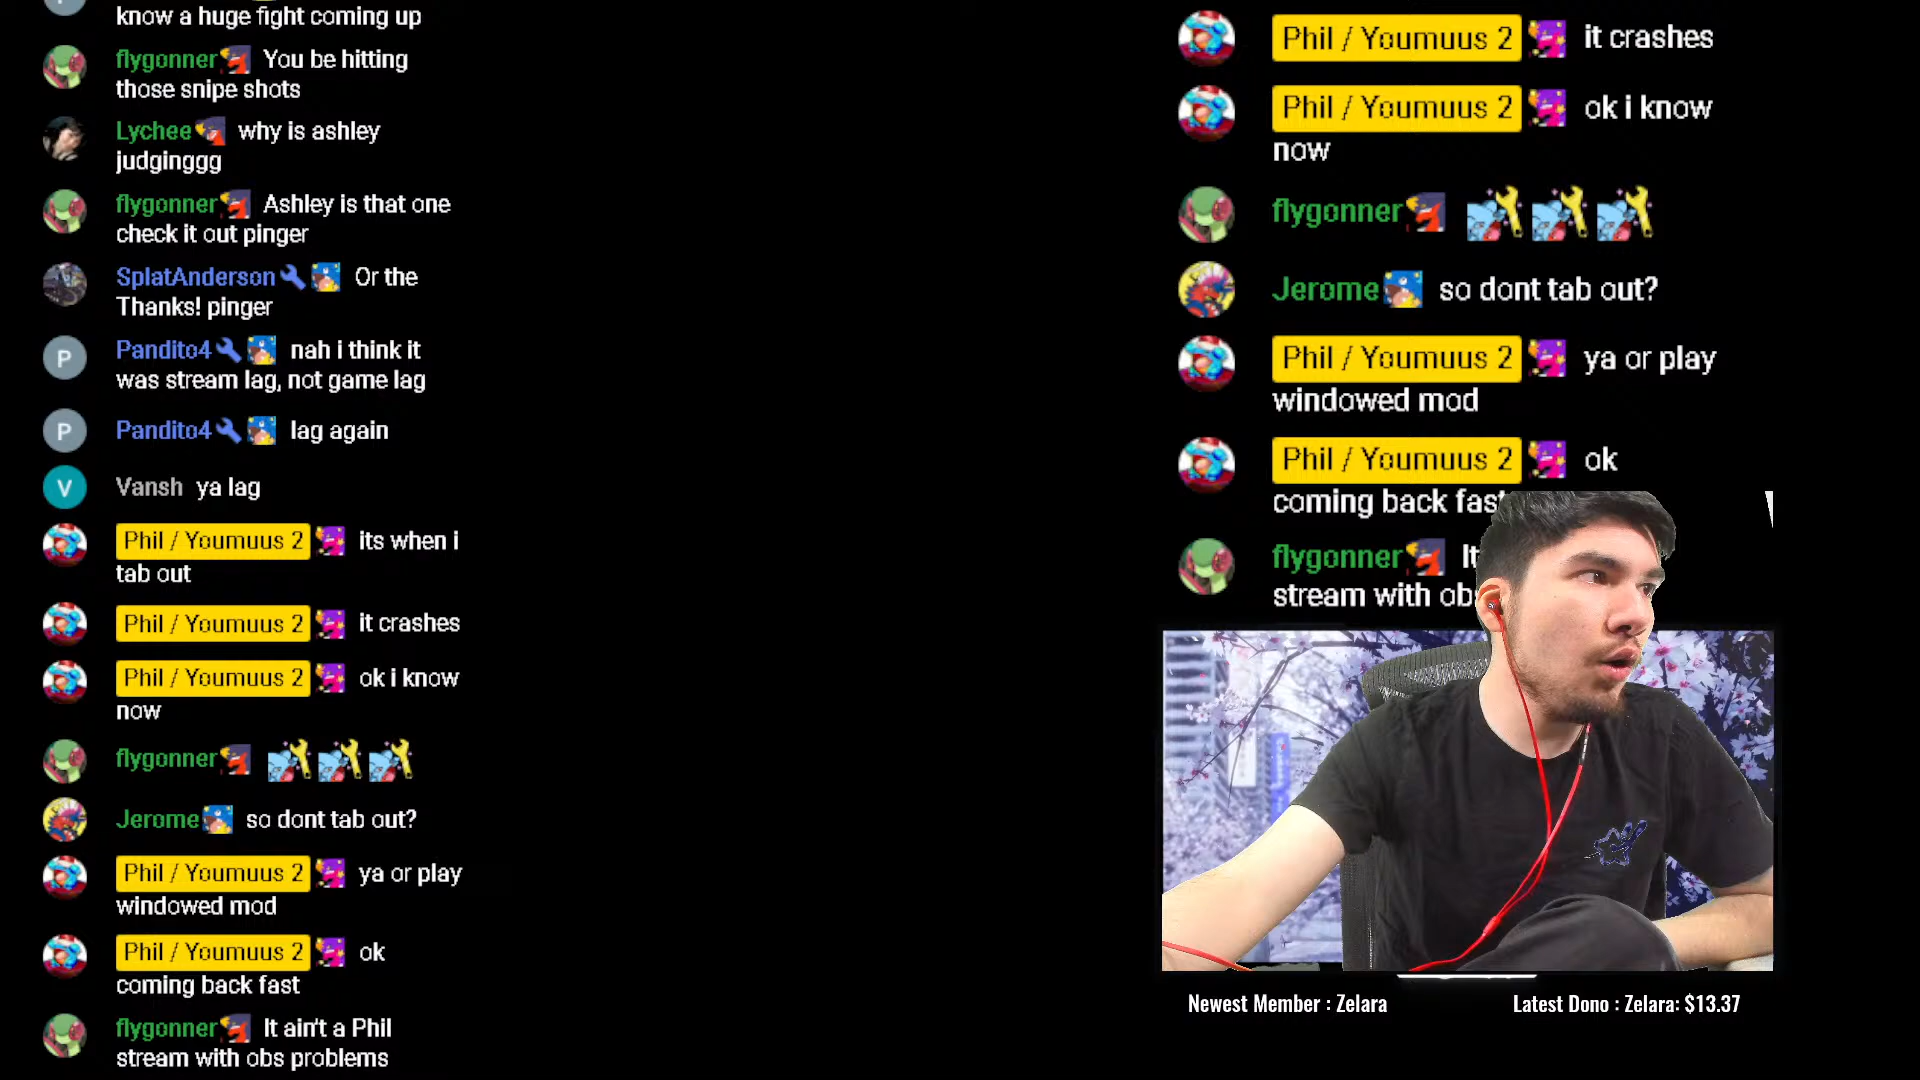 know a huge fight coming up
flygonner You be hitting
those snipe shots
Lychee why is ashley
judginggg
flygonner Ashley is that one
check it out pinger
SplatAnderson Or the
Thanks! pinger
P
Pandito4 nah i think it
was stream lag, not game lag
P
Pandito4 lag again
V
Vansh ya lag
Phil / Youmuus 2 its when i
tab out
Phil / Youmuus 2 it crashes
Phil / Youmuus 2 ok i know
now
flygonner
Jerome so dont tab out?
Phil / Youmuus 2 ya or play
windowed mod
Phil / Youmuus 2 ok
coming back fast
flygonner It ain't a Phil
stream with obs problems
Phil / Youmuus 2 it crashes
Phil / Youmuus 2 ok i know
now
flygonner
Jerome so dont tab out?
Phil / Youmuus 2 ya or play
windowed mod
Phil / Youmuus 2 ok
coming back fast
flygonner It
stream with obs
Newest Member : Zelara
Latest Dono : Zelara: $13.37